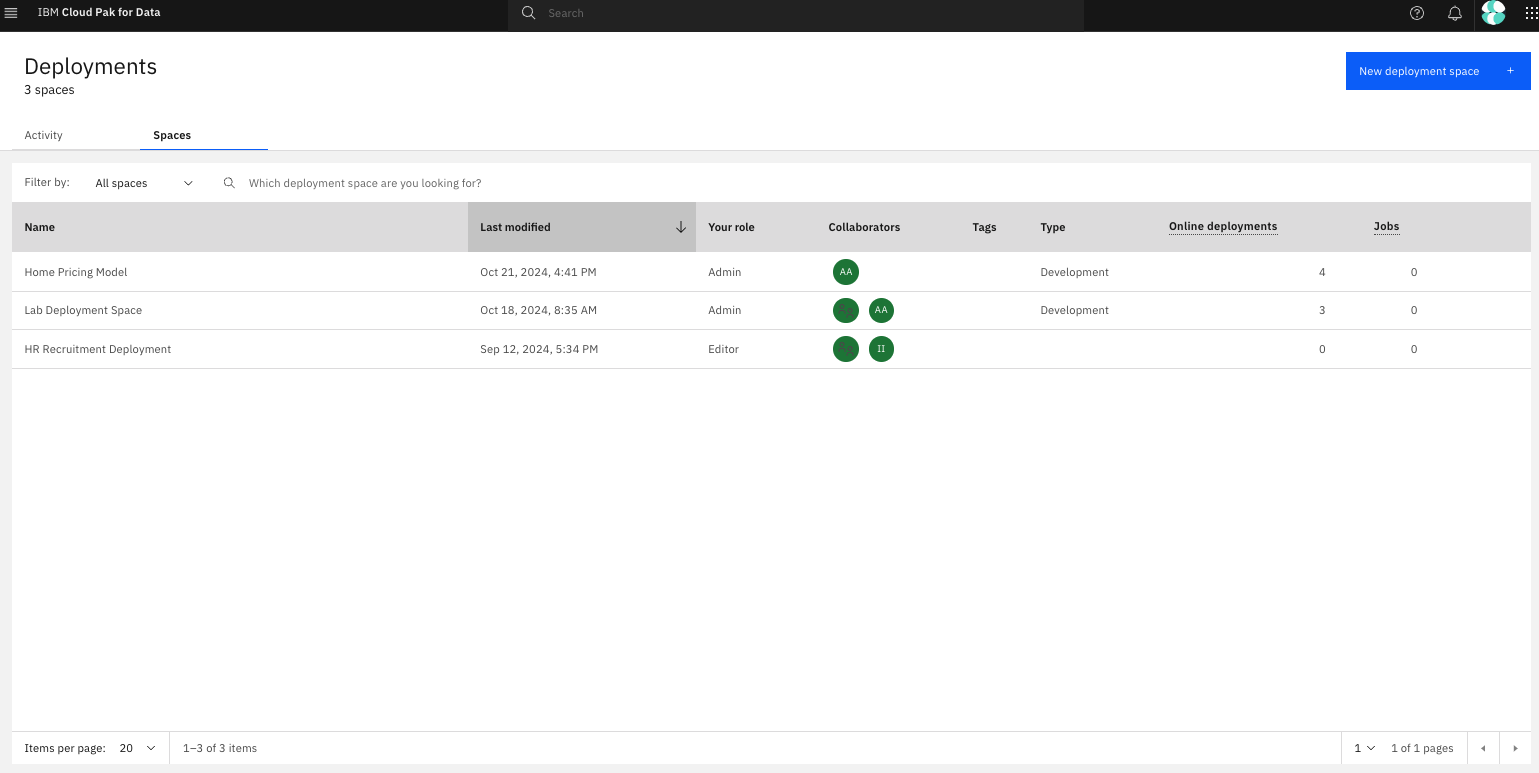 IBM Cloud Pak for Data
Search
Deployments
3 spaces
New deployment space +
Activity
Spaces
Filter by: All spaces
Which deployment space are you looking for?
Name Last modified Your role Collaborators Tags Type Online deployments Jobs
Home Pricing Model Oct 21, 2024, 4:41 PM Admin AA Development 4 0
Lab Deployment Space Oct 18, 2024, 8:35 AM Admin AA Development 3 0
HR Recruitment Deployment Sep 12, 2024, 5:34 PM Editor II 0 0
Items per page: 20 1–3 of 3 items 1 1 of 1 pages